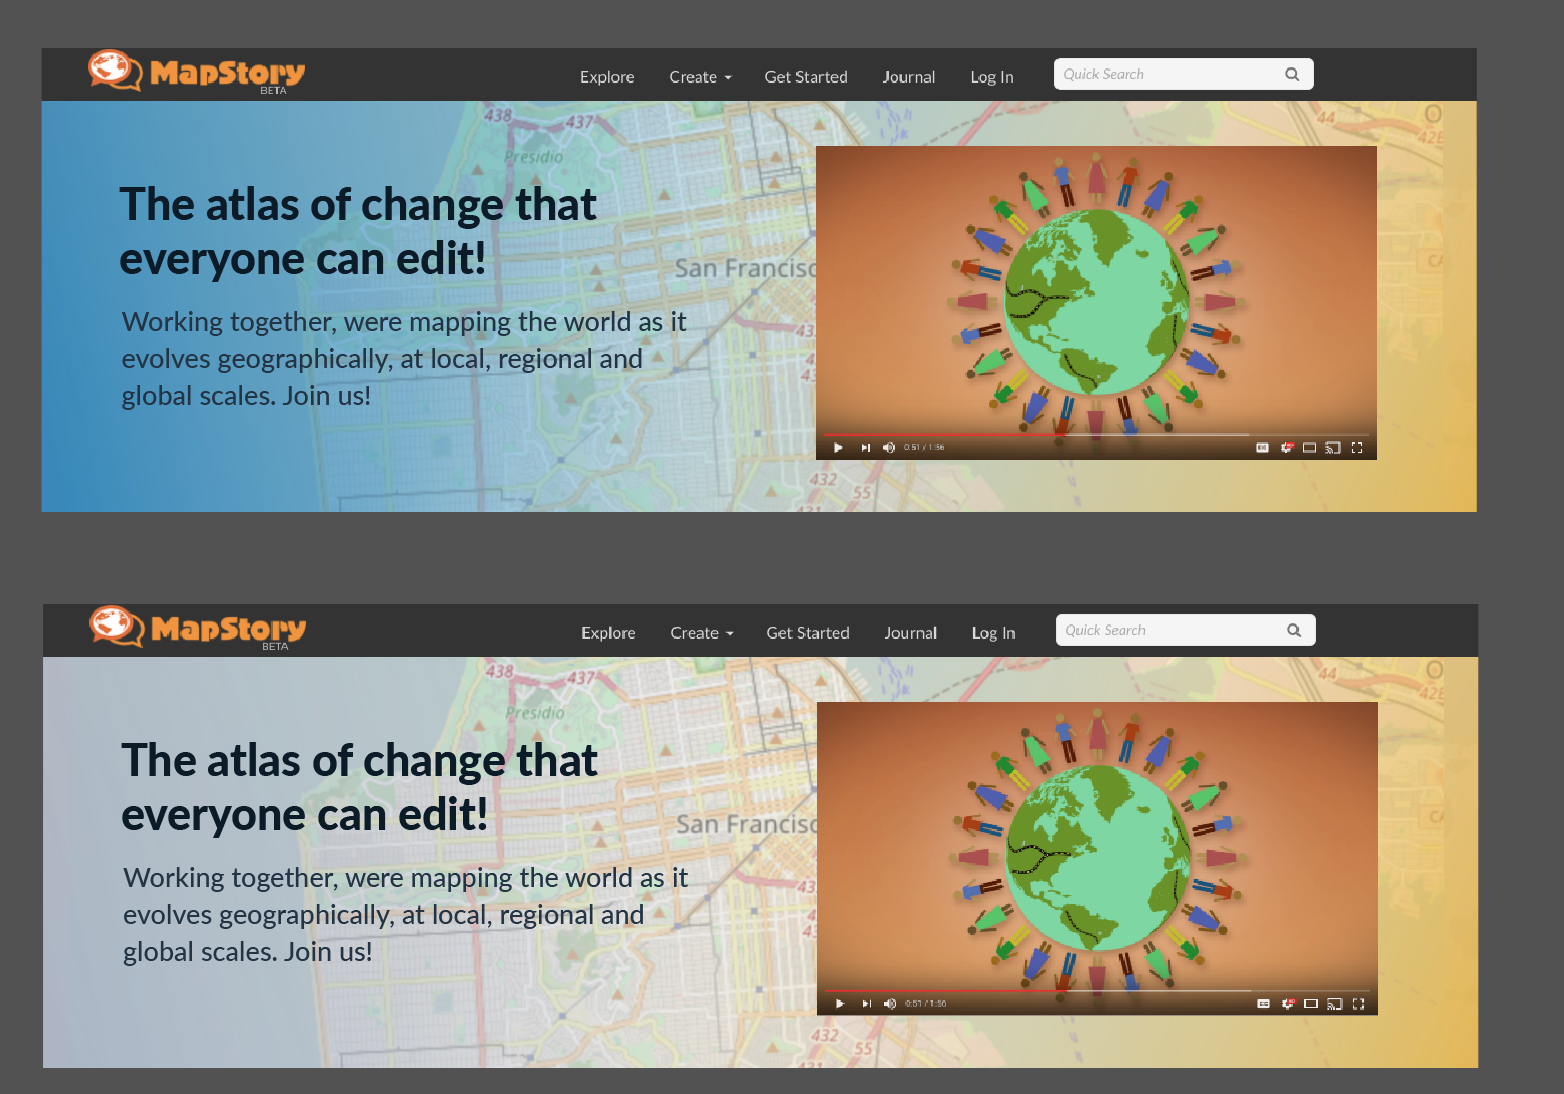 MapStory
BETA
Explore Create Get Started Journal Log In Quick Search
438
437
Presidio
44
O
42E
The atlas of change that
everyone can edit!
San Francisc
CA
Working together, were mapping the world as it
evolves geographically, at local, regional and
global scales. Join us!
0:51 / 1:56
432
55
MapStory
BETA
Explore Create Get Started Journal Log In Quick Search
438
437
Presidio
44
O
42E
The atlas of change that
everyone can edit!
San Francisc
CA
Working together, were mapping the world as it
evolves geographically, at local, regional and
global scales. Join us!
0:51 / 1:56
432
55